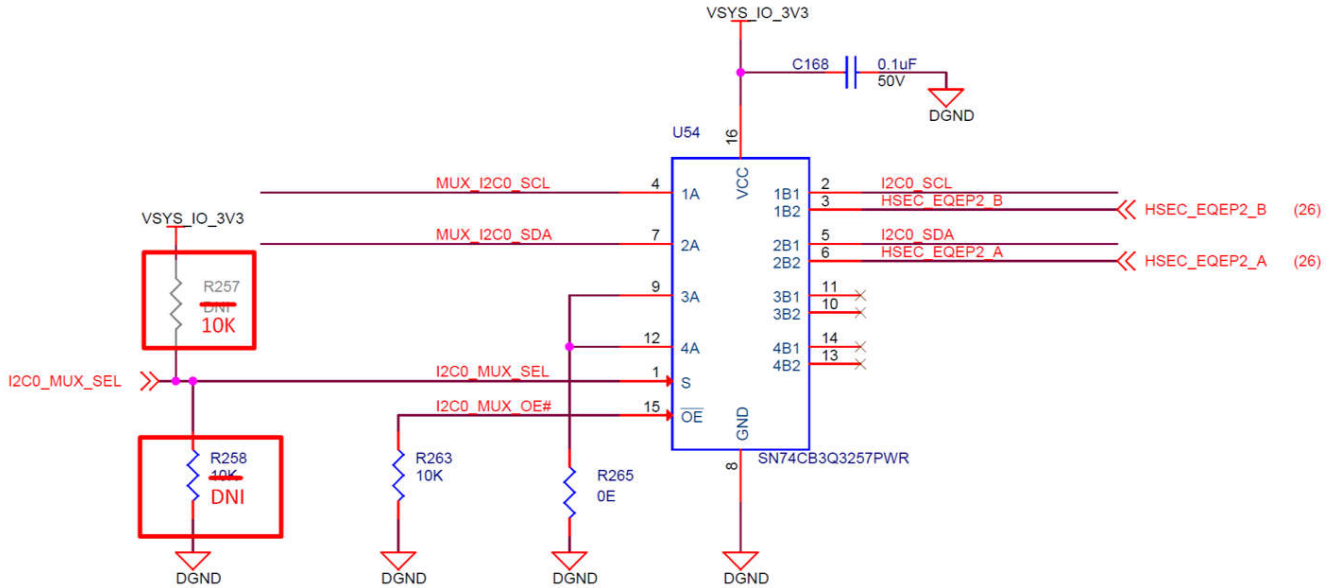 VSYS_IO_3V3
C168
0.1uF
50V
DGND
U54
16
VCC
MUX_I2C0_SCL
4
1A
1B1
2
I2C0_SCL
1B2
3
HSEC_EQEP2_B
HSEC_EQEP2_B (26)
VSYS_IO_3V3
MUX_I2C0_SDA
7
2A
2B1
5
I2C0_SDA
2B2
6
HSEC_EQEP2_A
HSEC_EQEP2_A (26)
R257
DNI
10K
9
3A
3B1
11
3B2
10
12
4A
4B1
14
4B2
13
I2C0_MUX_SEL
I2C0_MUX_SEL
1
S
I2C0_MUX_OE#
15
OE
GND
8
SN74CB3Q3257PWR
R258
10K
DNI
R263
10K
R265
0E
DGND
DGND
DGND
DGND